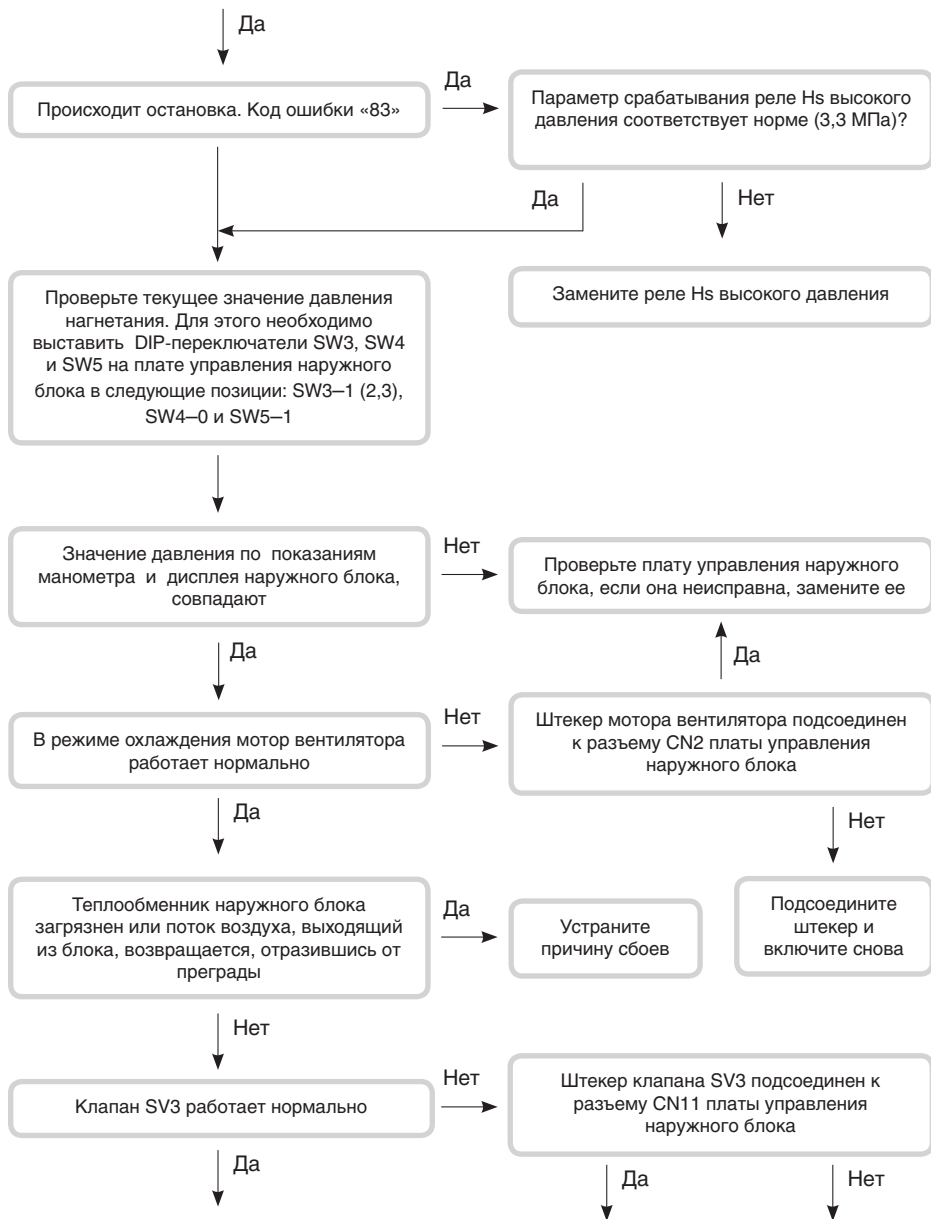 Да
Происходит остановка. Код ошибки «83»
Да
Параметр срабатывания реле Hs высокого
давления соответствует норме (3,3 МПа)?
Да
Нет
Замените реле Hs высокого давления
Проверьте текущее значение давления
нагнетания. Для этого необходимо
выставить DIP-переключатели SW3, SW4
и SW5 на плате управления наружного
блока в следующие позиции: SW3–1 (2,3),
SW4–0 и SW5–1
Значение давления по показаниям
манометра и дисплея наружного блока,
совпадают
Нет
Проверьте плату управления наружного
блока, если она неисправна, замените ее
Да
Да
В режиме охлаждения мотор вентилятора
работает нормально
Нет
Штекер мотора вентилятора подсоединен
к разъему CN2 платы управления
наружного блока
Да
Нет
Теплообменник наружного блока
загрязнен или поток воздуха, выходящий
из блока, возвращается, отразившись от
преграды
Да
Устраните
причину сбоев
Подсоедините
штекер и
включите снова
Нет
Клапан SV3 работает нормально
Нет
Штекер клапана SV3 подсоединен к
разъему CN11 платы управления
наружного блока
Да
Да
Нет